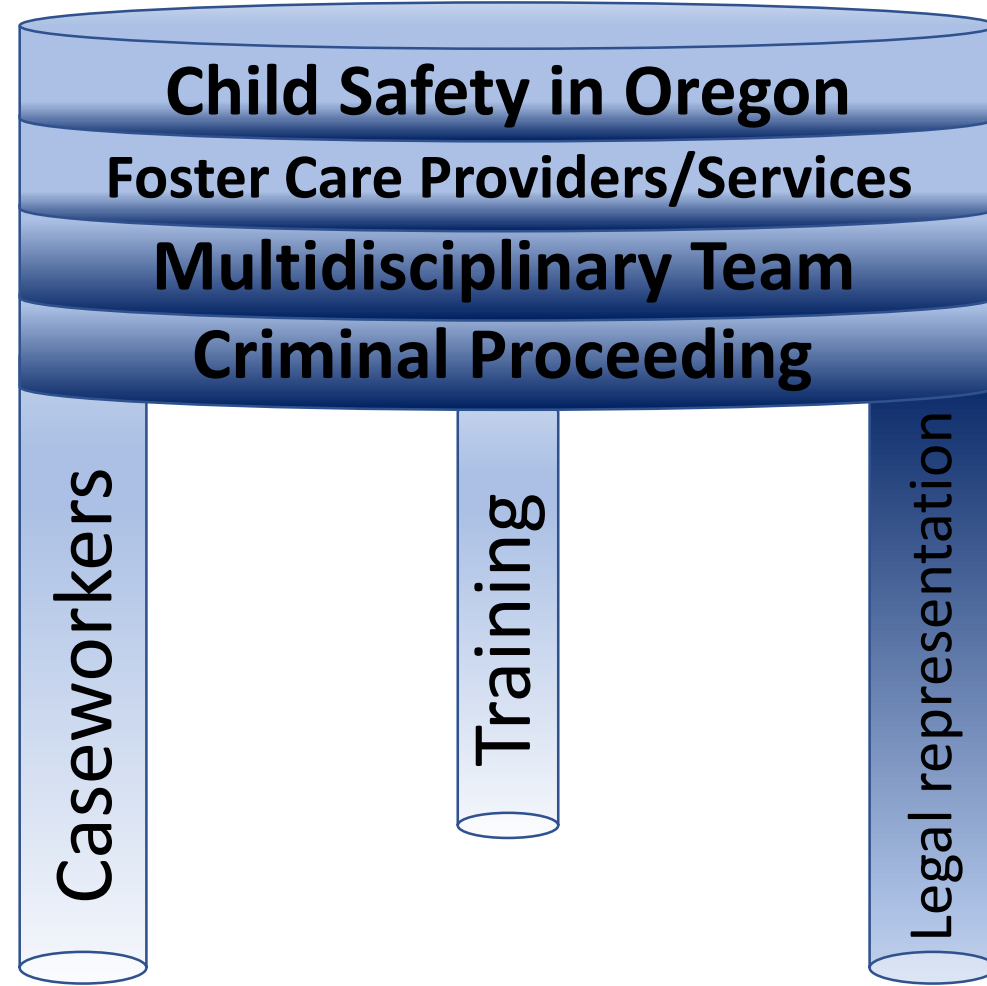 Child Safety in Oregon
Foster Care Providers/Services
Multidisciplinary Team
Criminal Proceeding
Caseworkers
Training
Legal representation